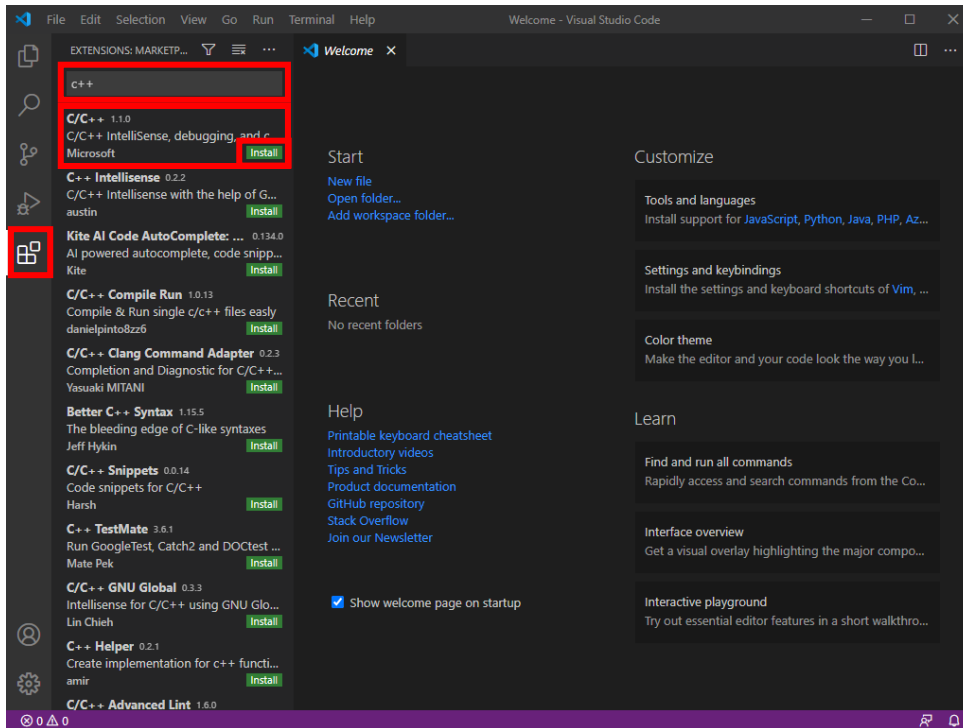 File Edit Selection View Go Run Terminal Help Welcome - Visual Studio Code
EXTENSIONS: MARKETP...
Welcome
c++
C/C++ 1.1.0
C/C++ IntelliSense, debugging, and c...
Microsoft Install
C++ Intellisense 0.2.2
C/C++ Intellisense with the help of G...
austin Install
Kite AI Code AutoComplete: ... 0.134.0
AI powered autocomplete, code snipp...
Kite Install
C/C++ Compile Run 1.0.13
Compile & Run single c/c++ files easly
danielpinto8zz6 Install
C/C++ Clang Command Adapter 0.2.3
Completion and Diagnostic for C/C++...
Yasuaki MITANI Install
Better C++ Syntax 1.15.5
The bleeding edge of C-like syntaxes
Jeff Hykin Install
C/C++ Snippets 0.0.14
Code snippets for C/C++
Harsh Install
C++ TestMate 3.6.1
Run GoogleTest, Catch2 and DOCtest ...
Mate Pek Install
C/C++ GNU Global 0.3.3
Intellisense for C/C++ using GNU Glo...
Lin Chieh Install
C++ Helper 0.2.1
Create implementation for c++ functi...
amir Install
C/C++ Advanced Lint 1.6.0
Start
New file
Open folder...
Add workspace folder...
Recent
No recent folders
Help
Printable keyboard cheatsheet
Introductory videos
Tips and Tricks
Product documentation
GitHub repository
Stack Overflow
Join our Newsletter
Show welcome page on startup
Customize
Tools and languages
Install support for JavaScript, Python, Java, PHP, Az...
Settings and keybindings
Install the settings and keyboard shortcuts of Vim, ...
Color theme
Make the editor and your code look the way you l...
Learn
Find and run all commands
Rapidly access and search commands from the Co...
Interface overview
Get a visual overlay highlighting the major compo...
Interactive playground
Try out essential editor features in a short walkthro...
0 0